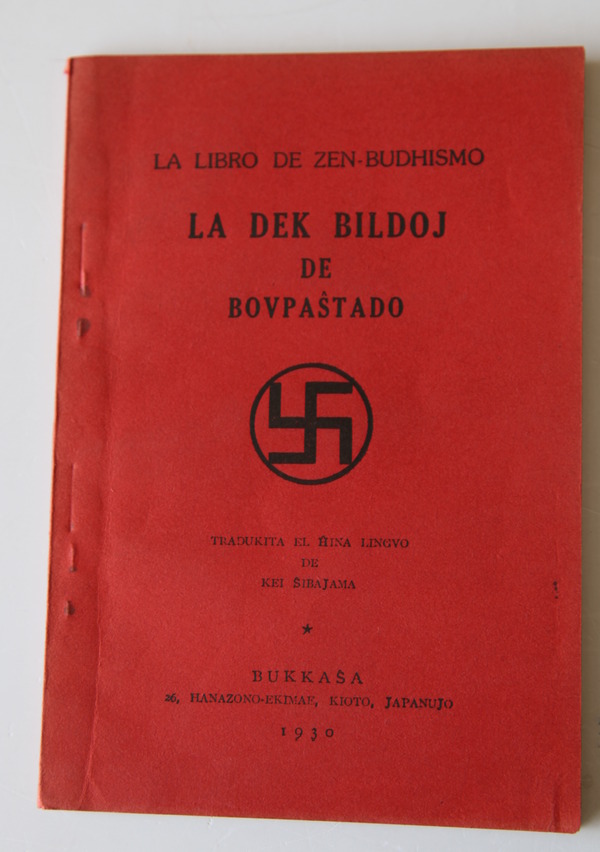 LA LIBRO DE ZEN-BUDHISMO
LA DEK BILDOJ
DE
BOVPAŜTADO
TRADUKITA EL ĤINA LINGVO
DE
KEI ŜIBAJAMA
BUKKAŜA
26, HANAZONO-EKIMAE, KIOTO, JAPANUJO
1930